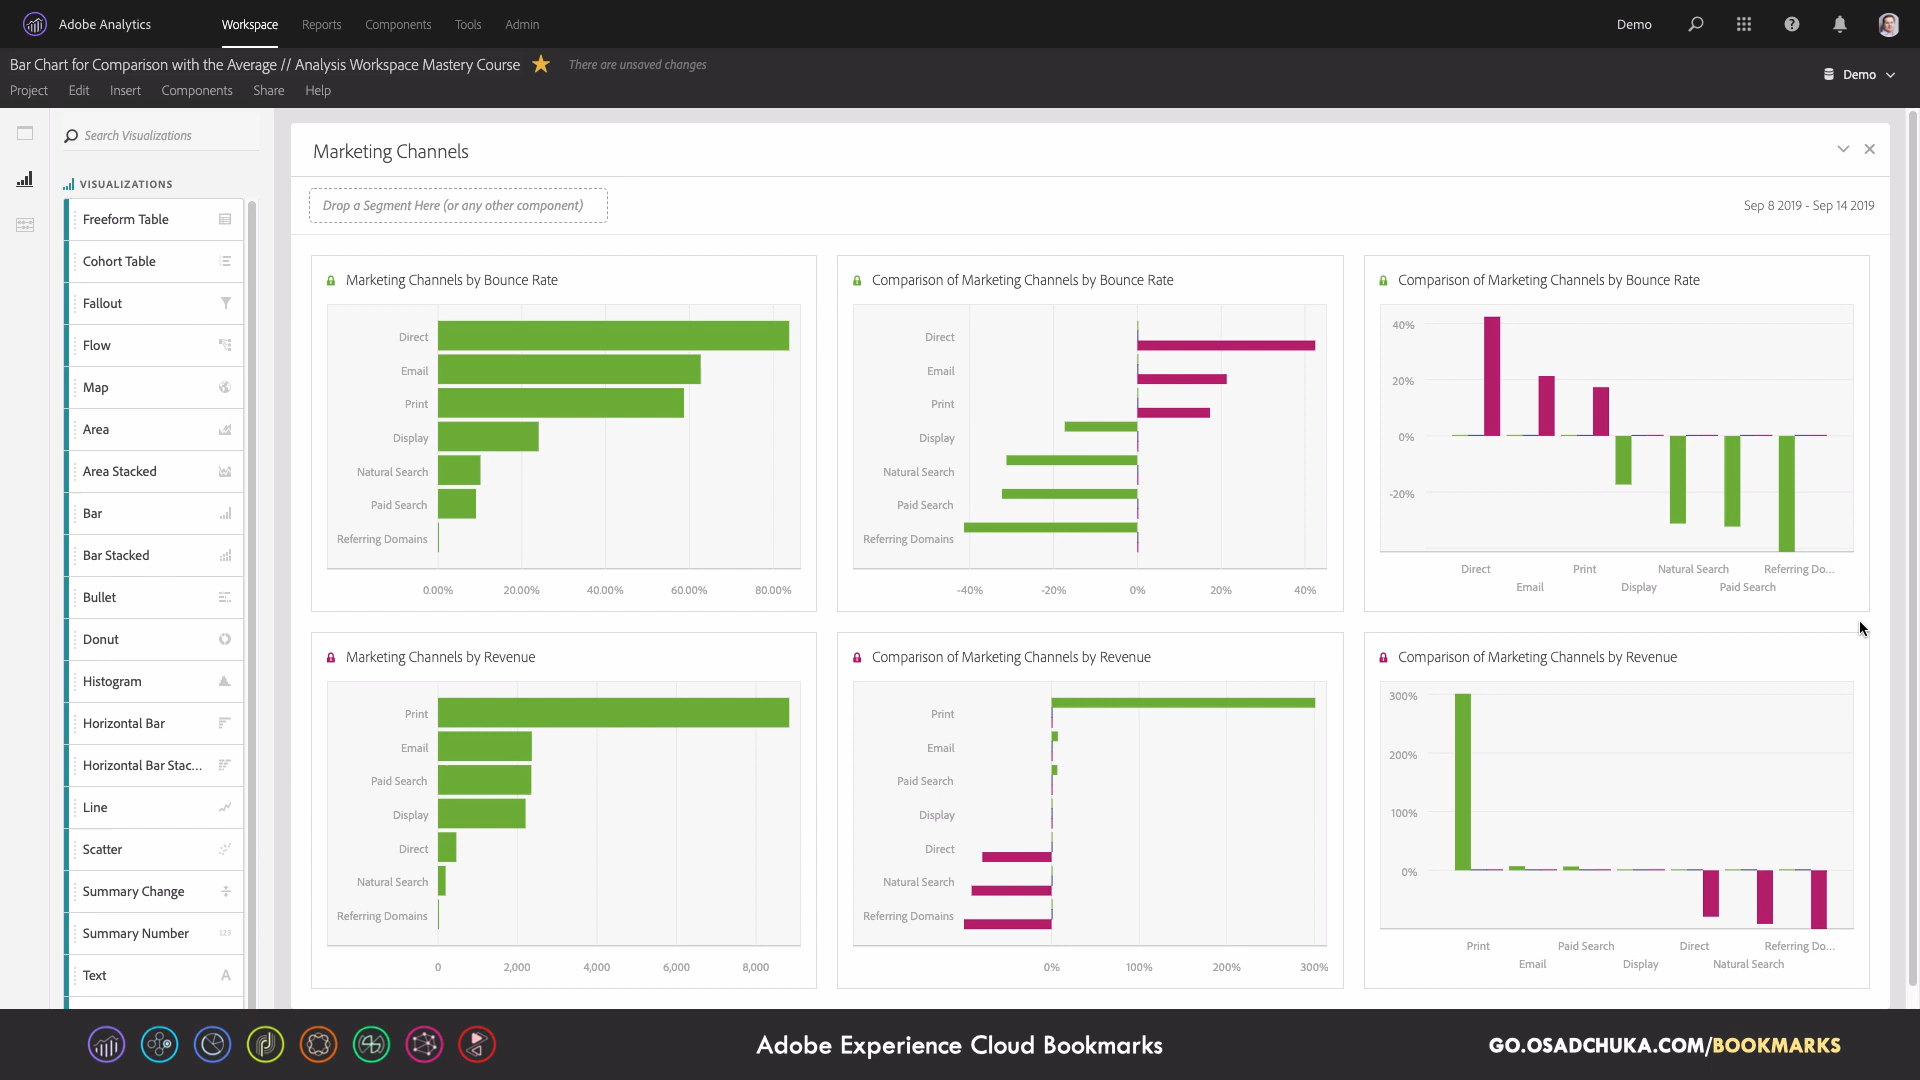 Adobe Analytics
Workspace
Reports
Components
Tools
Admin
Demo
Bar Chart for Comparison with the Average // Analysis Workspace Mastery Course
There are unsaved changes
Project
Edit
Insert
Components
Share
Help
Demo
Search Visualizations
VISUALIZATIONS
Freeform Table
Cohort Table
Fallout
Flow
Map
Area
Area Stacked
Bar
Bar Stacked
Bullet
Donut
Histogram
Horizontal Bar
Horizontal Bar Stac...
Line
Scatter
Summary Change
Summary Number
123
Text
A
Marketing Channels
Drop a Segment Here (or any other component)
Sep 8 2019 - Sep 14 2019
Marketing Channels by Bounce Rate
Direct
Email
Print
Display
Natural Search
Paid Search
Referring Domains
0.00%
20.00%
40.00%
60.00%
80.00%
Comparison of Marketing Channels by Bounce Rate
Direct
Email
Print
Display
Natural Search
Paid Search
Referring Domains
-40%
-20%
0%
20%
40%
Comparison of Marketing Channels by Bounce Rate
40%
20%
0%
-20%
Direct
Print
Natural Search
Referring Do...
Email
Display
Paid Search
Marketing Channels by Revenue
Print
Email
Paid Search
Display
Direct
Natural Search
Referring Domains
0
2,000
4,000
6,000
8,000
Comparison of Marketing Channels by Revenue
Print
Email
Paid Search
Display
Direct
Natural Search
Referring Domains
0%
100%
200%
300%
Comparison of Marketing Channels by Revenue
300%
200%
100%
0%
Print
Paid Search
Direct
Referring Do...
Email
Display
Natural Search
Adobe Experience Cloud Bookmarks
GO.OSADCHUKA.COM/BOOKMARKS